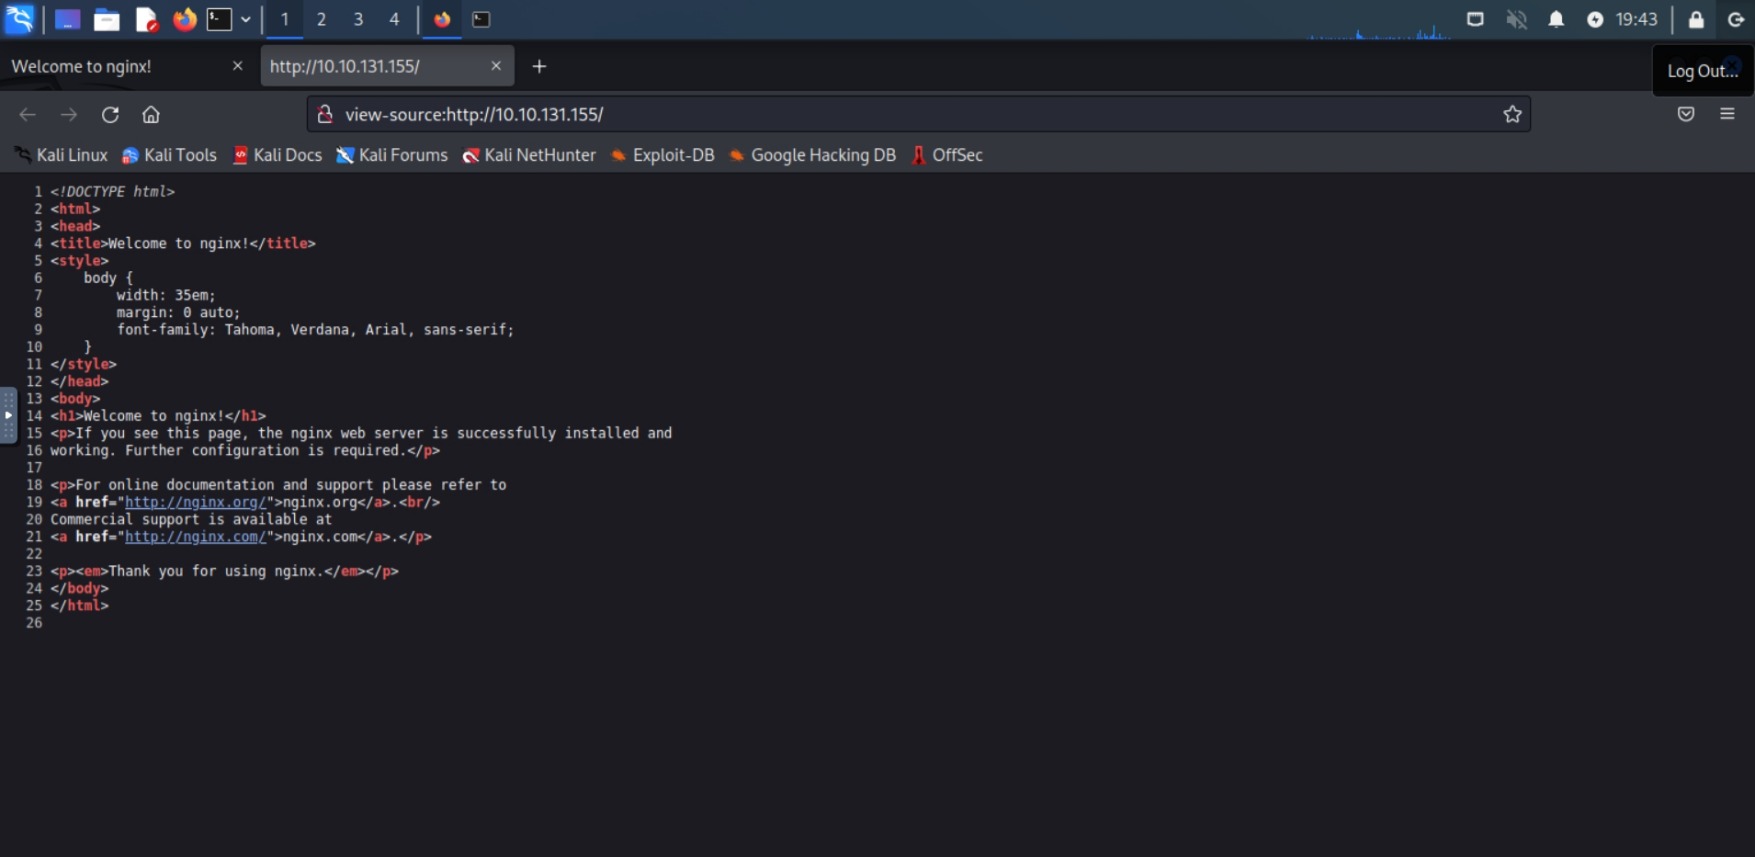 1 2 3 4 19:43
Welcome to nginx! × http://10.10.131.155/ × +
Log Out...
view-source:http://10.10.131.155/
Kali Linux Kali Tools Kali Docs Kali Forums Kali NetHunter Exploit-DB Google Hacking DB OffSec
1 <!DOCTYPE html>
2 <html>
3 <head>
4 <title>Welcome to nginx!</title>
5 <style>
6     body {
7         width: 35em;
8         margin: 0 auto;
9         font-family: Tahoma, Verdana, Arial, sans-serif;
10     }
11 </style>
12 </head>
13 <body>
14 <h1>Welcome to nginx!</h1>
15 <p>If you see this page, the nginx web server is successfully installed and
16 working. Further configuration is required.</p>
17
18 <p>For online documentation and support please refer to
19 <a href="http://nginx.org/">nginx.org</a>.<br/>
20 Commercial support is available at
21 <a href="http://nginx.com/">nginx.com</a>.</p>
22
23 <p><em>Thank you for using nginx.</em></p>
24 </body>
25 </html>
26